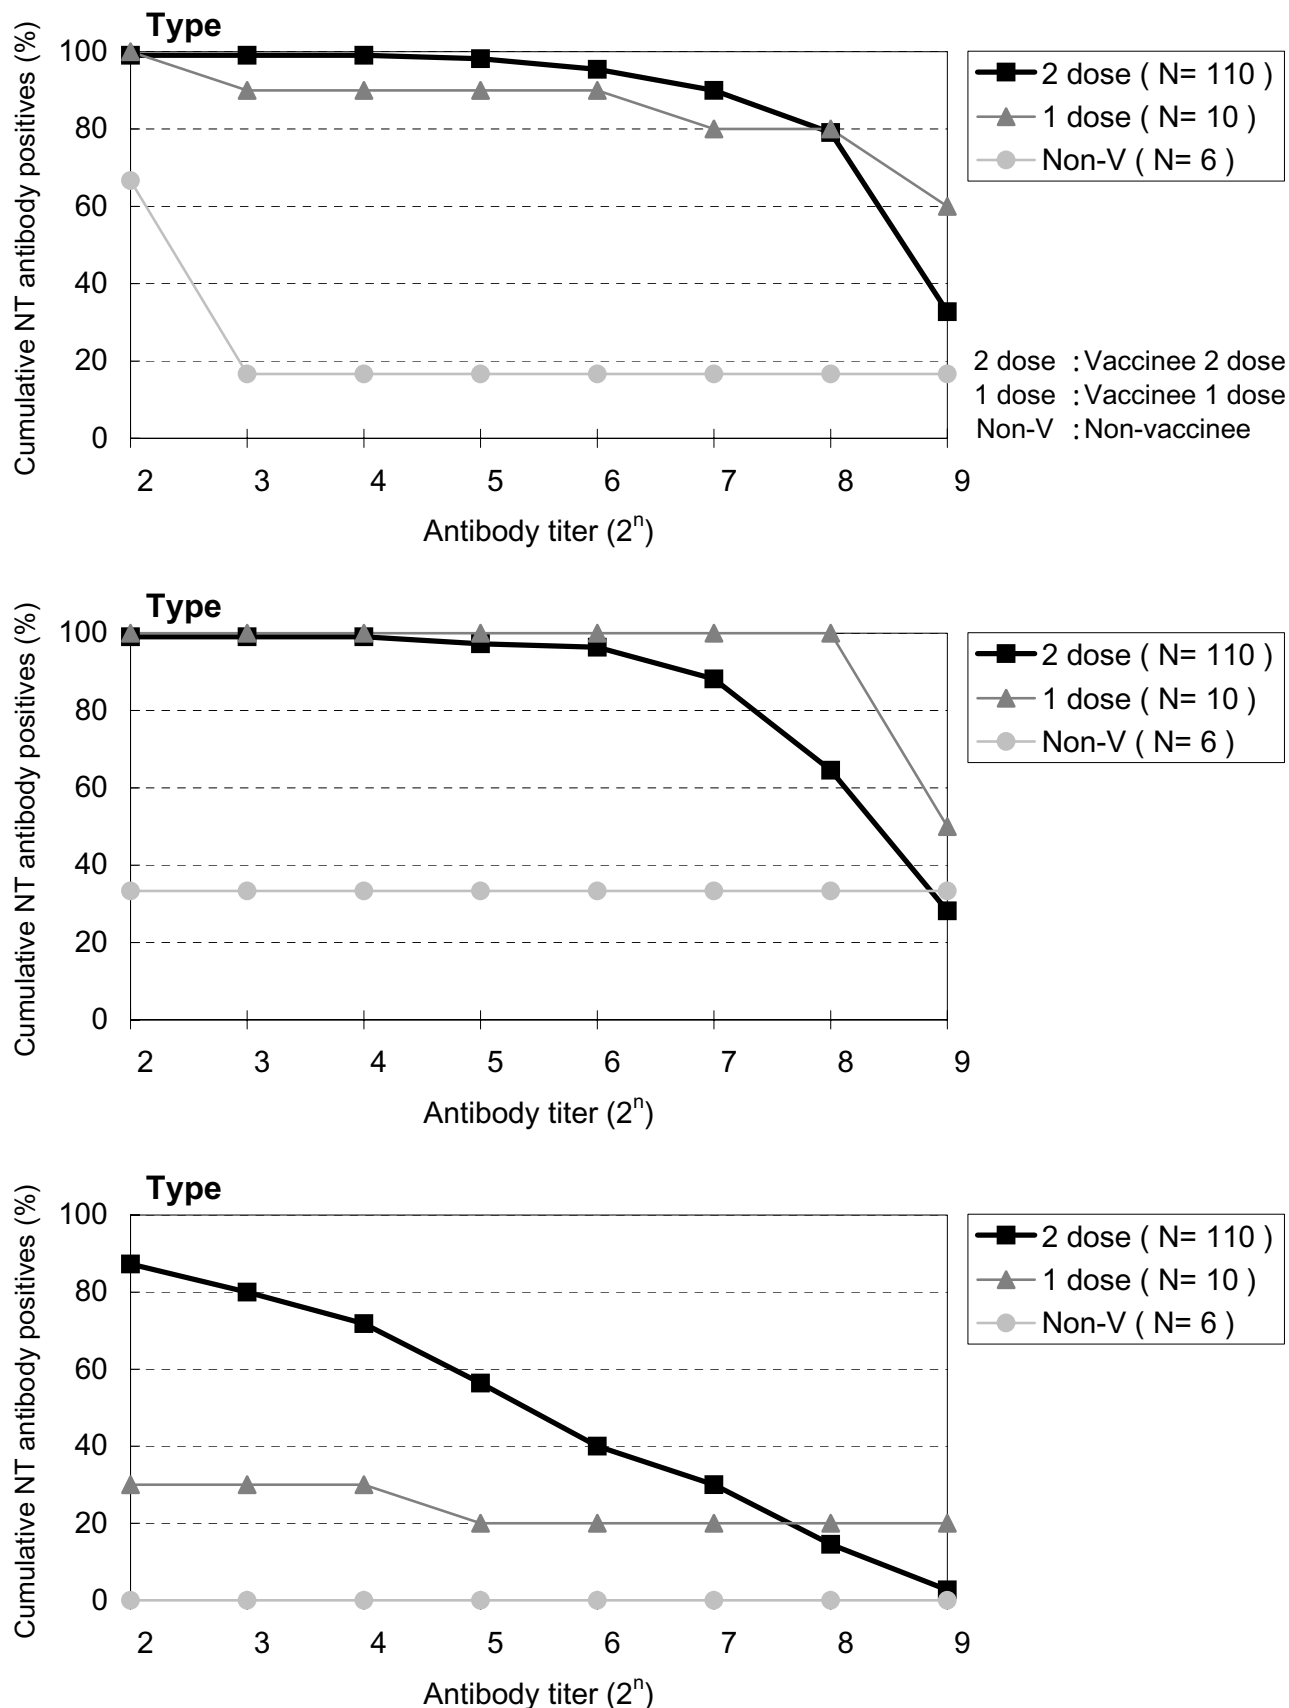 Type
Cumulative NT antibody positives (%)
100
80
60
40
20
0
2 3 4 5 6 7 8 9
Antibody titer (2ⁿ)
2 dose ( N= 110 )
1 dose ( N= 10 )
Non-V ( N= 6 )
2 dose :Vaccinee 2 dose
1 dose :Vaccinee 1 dose
Non-V :Non-vaccinee
Type
Cumulative NT antibody positives (%)
100
80
60
40
20
0
2 3 4 5 6 7 8 9
Antibody titer (2ⁿ)
2 dose ( N= 110 )
1 dose ( N= 10 )
Non-V ( N= 6 )
Type
Cumulative NT antibody positives (%)
100
80
60
40
20
0
2 3 4 5 6 7 8 9
Antibody titer (2ⁿ)
2 dose ( N= 110 )
1 dose ( N= 10 )
Non-V ( N= 6 )